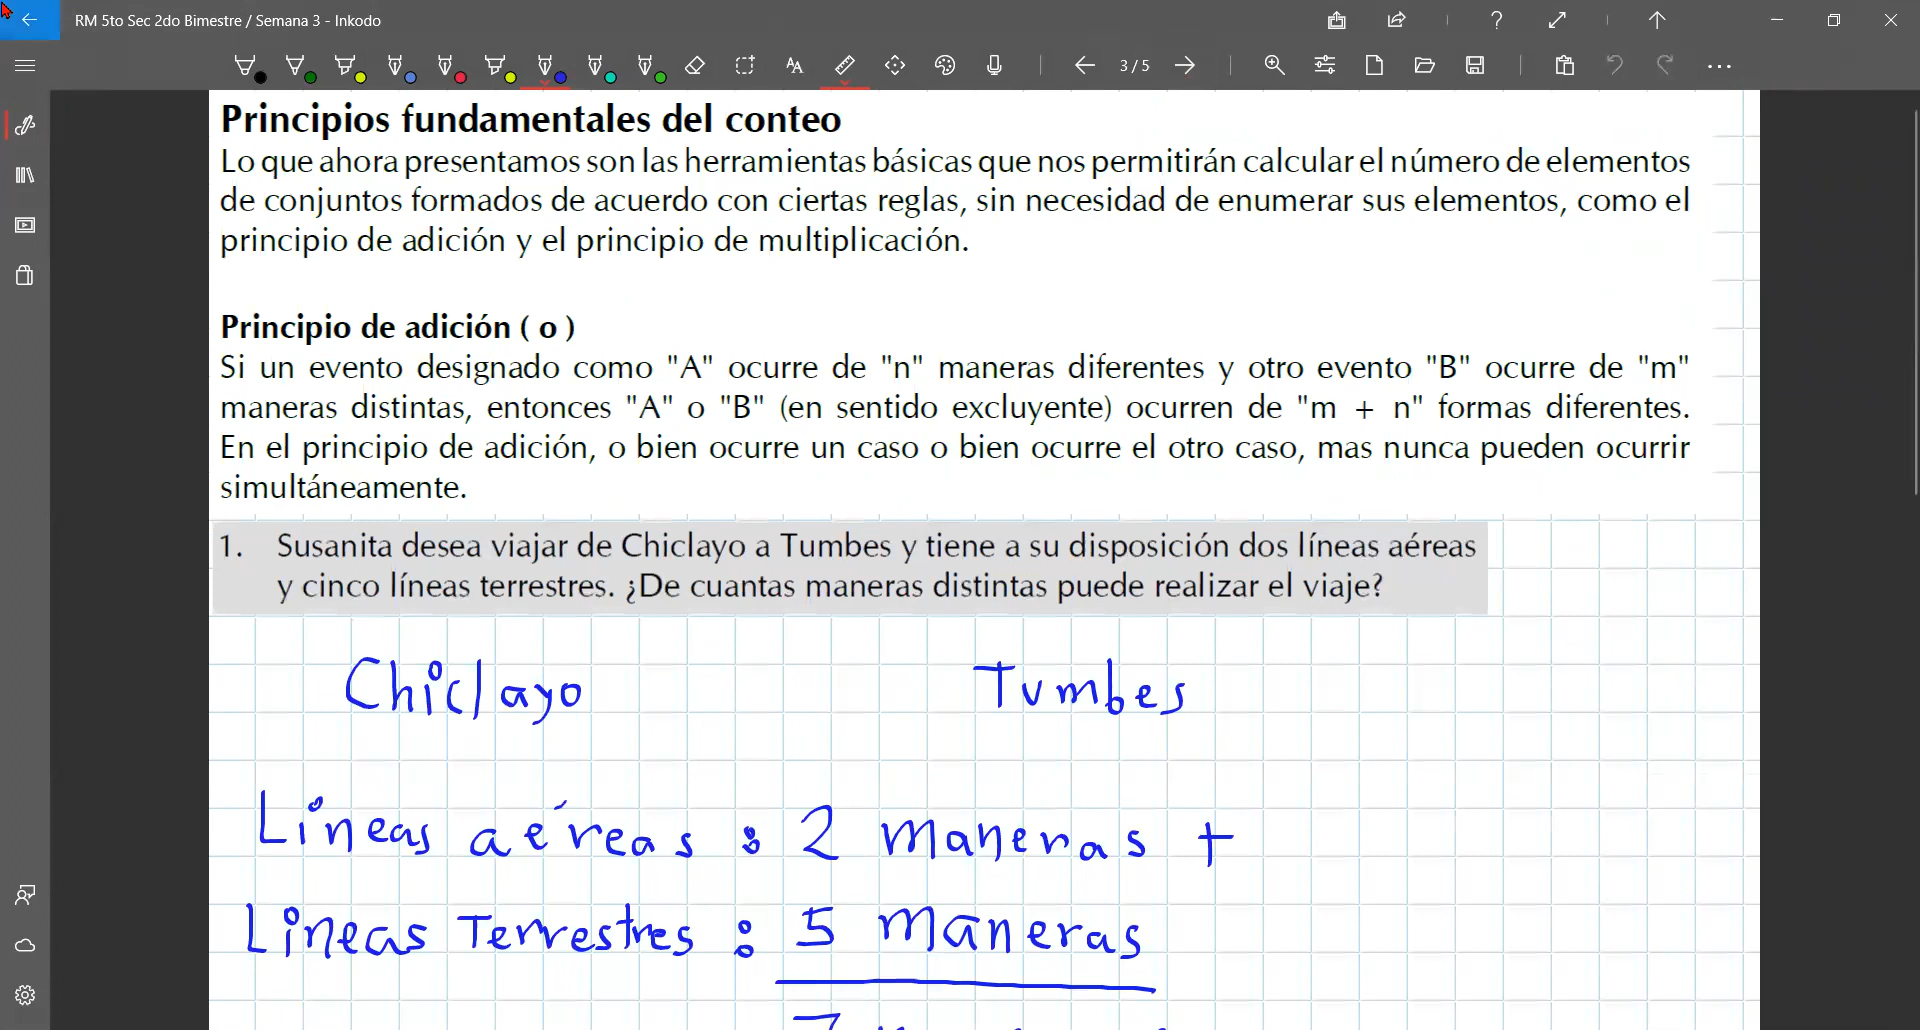 RM 5to Sec 2do Bimestre / Semana 3 - Inkodo
3 / 5
Principios fundamentales del conteo
Lo que ahora presentamos son las herramientas básicas que nos permitirán calcular el número de elementos
de conjuntos formados de acuerdo con ciertas reglas, sin necesidad de enumerar sus elementos, como el
principio de adición y el principio de multiplicación.
Principio de adición ( o )
Si un evento designado como "A" ocurre de "n" maneras diferentes y otro evento "B" ocurre de "m"
maneras distintas, entonces "A" o "B" (en sentido excluyente) ocurren de "m + n" formas diferentes.
En el principio de adición, o bien ocurre un caso o bien ocurre el otro caso, mas nunca pueden ocurrir
simultáneamente.
1. Susanita desea viajar de Chiclayo a Tumbes y tiene a su disposición dos líneas aéreas
y cinco líneas terrestres. ¿De cuantas maneras distintas puede realizar el viaje?
Chiclayo Tumbes
Lineas aéreas : 2 maneras +
Lineas Terrestres : 5 maneras